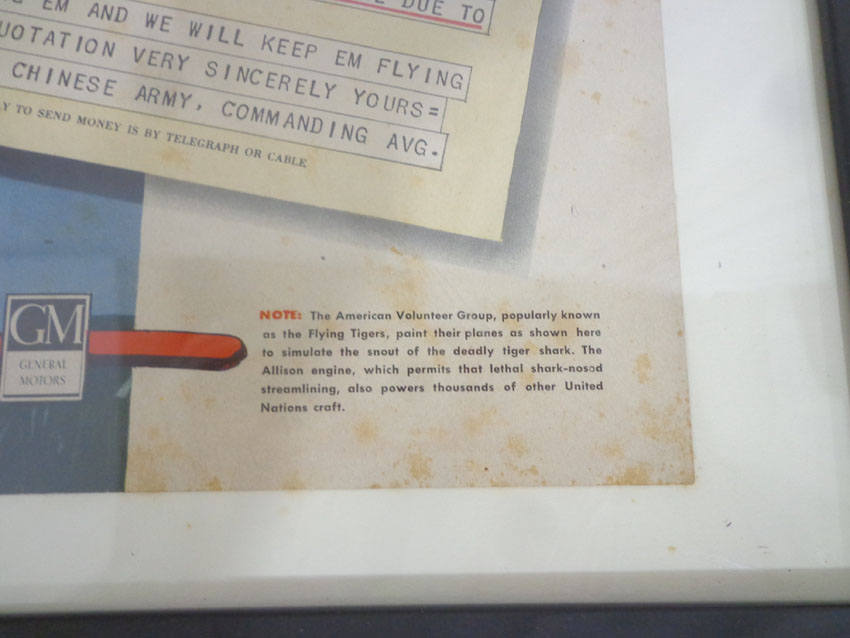 DUE TO
EM AND WE WILL KEEP EM FLYING
UOTATION VERY SINCERELY YOURS=
CHINESE ARMY, COMMANDING AVG.
Y TO SEND MONEY IS BY TELEGRAPH OR CABLE
GM
GENERAL
MOTORS
NOTE: The American Volunteer Group, popularly known
as the Flying Tigers, paint their planes as shown here
to simulate the snout of the deadly tiger shark. The
Allison engine, which permits that lethal shark-nosed
streamlining, also powers thousands of other United
Nations craft.